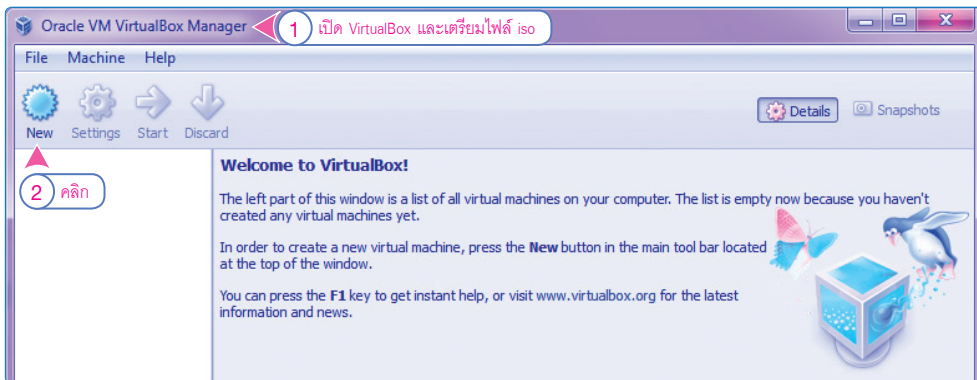 Oracle VM VirtualBox Manager
1 เปิด VirtualBox และเตรียมไฟล์ iso
File Machine Help
New Settings Start Discard
Details Snapshots
2 คลิก
Welcome to VirtualBox!
The left part of this window is a list of all virtual machines on your computer. The list is empty now because you haven't
created any virtual machines yet.
In order to create a new virtual machine, press the New button in the main tool bar located
at the top of the window.
You can press the F1 key to get instant help, or visit www.virtualbox.org for the latest
information and news.